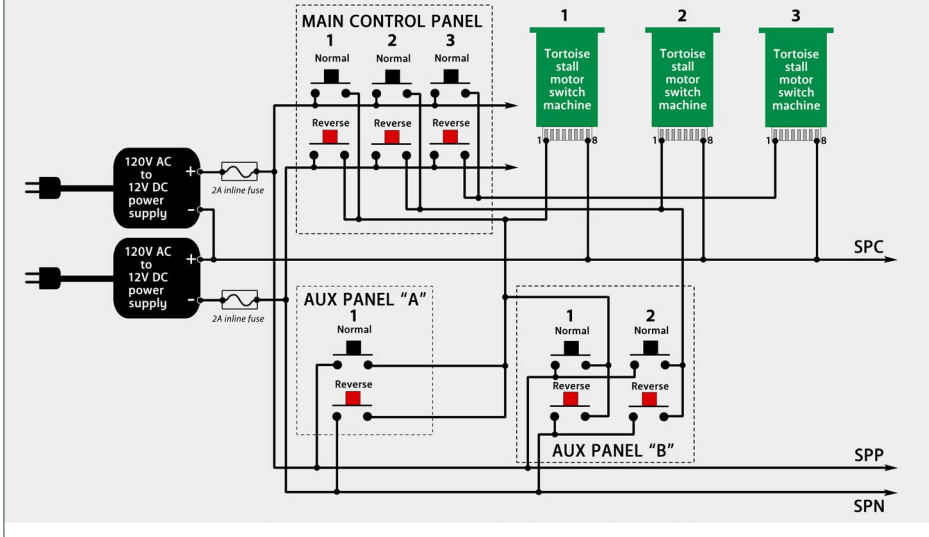 MAIN CONTROL PANEL
1 2 3
Normal Normal Normal
Reverse Reverse Reverse
1 2 3
Tortoise
stall
motor
switch
machine
Tortoise
stall
motor
switch
machine
Tortoise
stall
motor
switch
machine
1 8 1 8 1 8
120V AC
to
12V DC
power
supply
+
-
2A inline fuse
120V AC
to
12V DC
power
supply
+
-
2A inline fuse
SPC
AUX PANEL “A”
1
Normal
Reverse
1 2
Normal Normal
Reverse Reverse
AUX PANEL “B”
SPP
SPN